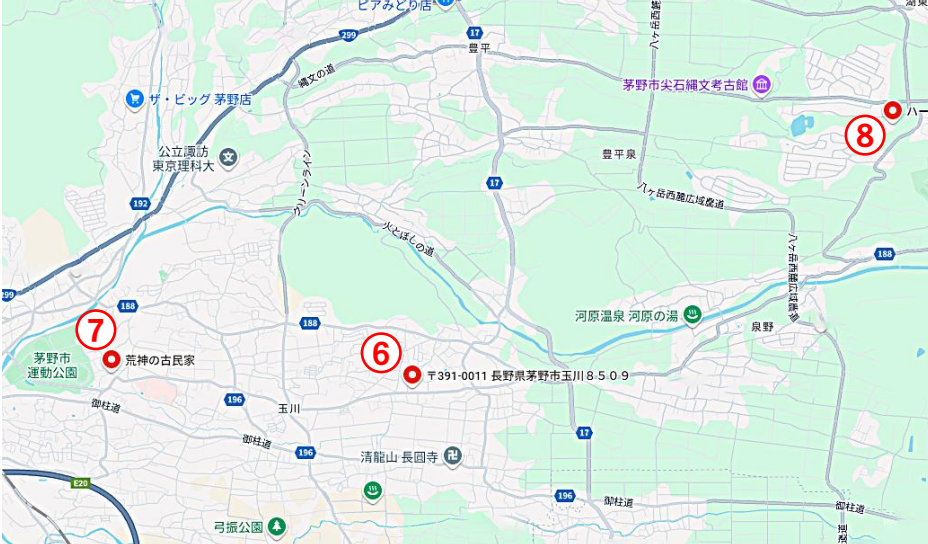 ピアみどり店
湖東
299
17
豊平
八ヶ岳西麓
縄文の道
茅野市尖石縄文考古館
ザ・ビッグ 茅野店
ハー
⑧
公立諏訪
東京理科大
豊平泉
グリーンライン
17
八ヶ岳西麓広域農道
192
火とぼしの道
八ヶ岳西麓広域農道
188
299
188
188
河原温泉 河原の湯
泉野
⑦
⑥
茅野市
運動公園
荒神の古民家
〒391-0011 長野県茅野市玉川8509
196
玉川
御柱道
御柱道
17
196
清龍山 長圓寺
E20
196
御柱道
御柱道
弓振公園